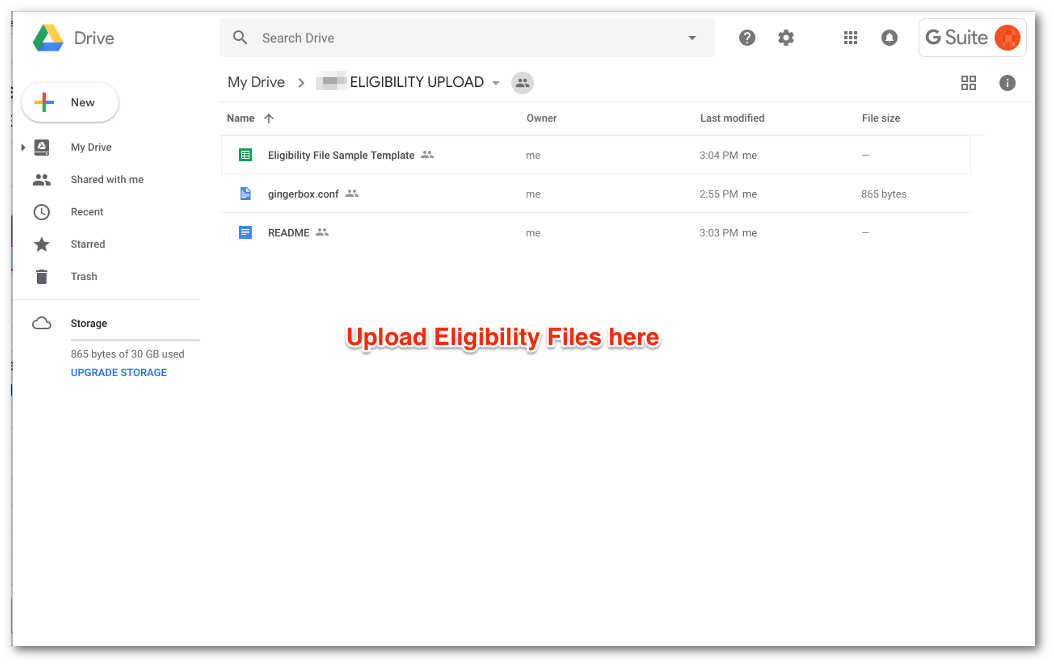 Drive
Search Drive
G Suite
New
My Drive
Shared with me
Recent
Starred
Trash
Storage
865 bytes of 30 GB used
UPGRADE STORAGE
My Drive > ELIGIBILITY UPLOAD
Name Owner Last modified File size
Eligibility File Sample Template me 3:04 PM me –
gingerbox.conf me 2:55 PM me 865 bytes
README me 3:03 PM me –
Upload Eligibility Files here